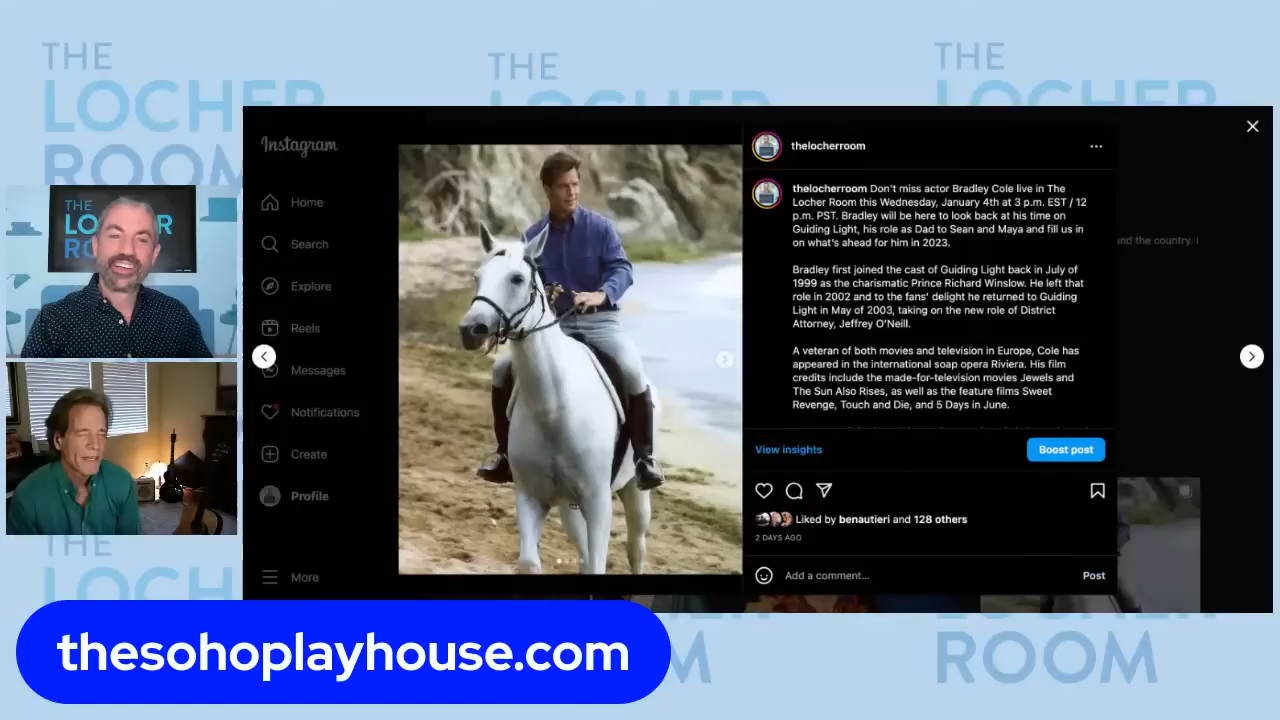 THE
LOCHER
ROOM
THE
THE
THE
LOCHER
RO
Instagram
Home
Search
Explore
Reels
Messages
Notifications
Create
Profile
More
thelocherroom
thelocherroom Don't miss actor Bradley Cole live in The
Locher Room this Wednesday, January 4th at 3 p.m. EST / 12
p.m. PST. Bradley will be here to look back at his time on
Guiding Light, his role as Dad to Sean and Maya and fill us in
on what's ahead for him in 2023.
Bradley first joined the cast of Guiding Light back in July of
1999 as the charismatic Prince Richard Winslow. He left that
role in 2002 and to the fans' delight he returned to Guiding
Light in May of 2003, taking on the new role of District
Attorney, Jeffrey O'Neill.
A veteran of both movies and television in Europe, Cole has
appeared in the international soap opera Riviera. His film
credits include the made-for-television movies Jewels and
The Sun Also Rises, as well as the feature films Sweet
Revenge, Touch and Die, and 5 Days in June.
and the country.
View insights
Boost post
Liked by benautieri and 128 others
2 DAYS AGO
Add a comment...
Post
THE
LOCHER
ROOM
thesohoplayhouse.com